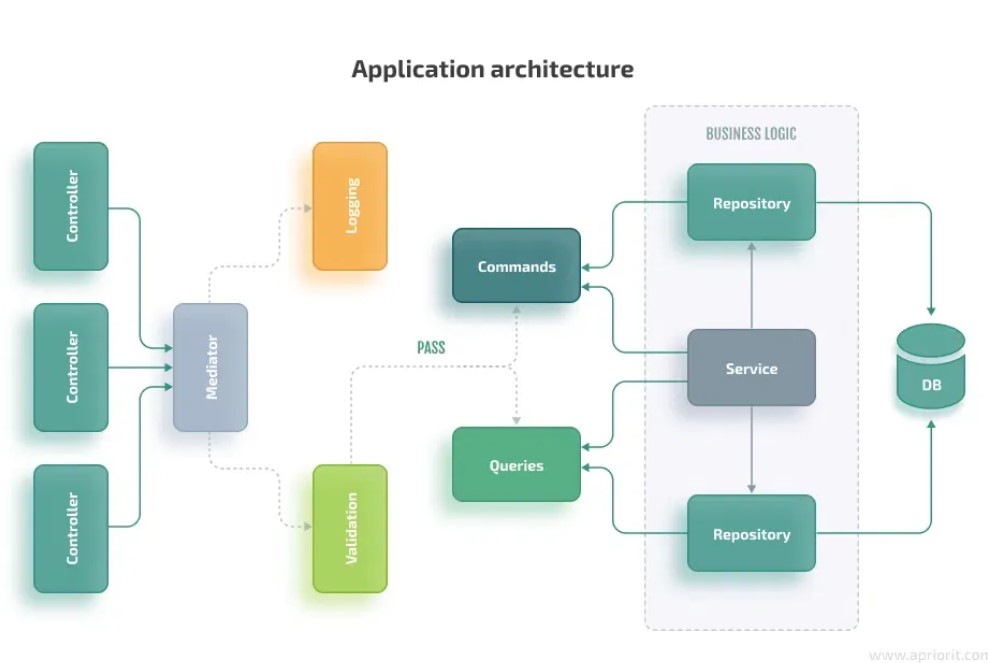 Application architecture
BUSINESS LOGIC
Controller
Logging
Repository
Commands
Controller
Mediator
PASS
Service
DB
Queries
Controller
Validation
Repository
www.apriorit.com